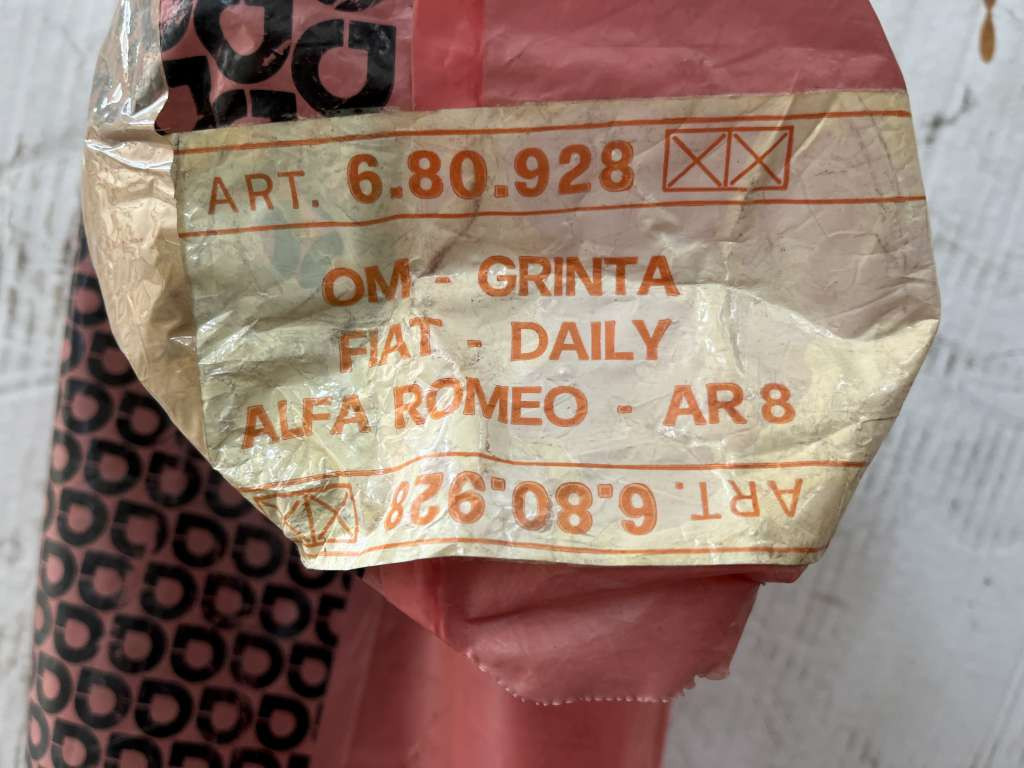 ART. 6.80.928
OM - GRINTA
FIAT - DAILY
ALFA ROMEO - AR 8
ART. 6.80.928